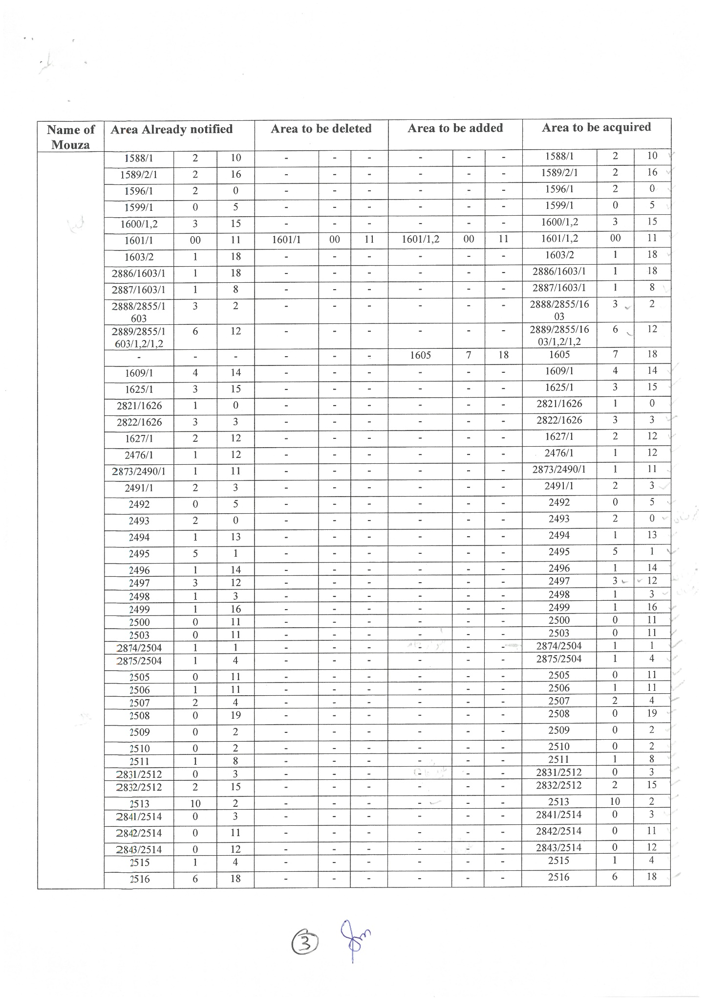 Name of Mouza Area Already notified Area to be deleted Area to be added Area to be acquired
1588/1 2 10 - - - - - - 1588/1 2 10
1589/2/1 2 16 - - - - - - 1589/2/1 2 16
1596/1 2 0 - - - - - - 1596/1 2 0
1599/1 0 5 - - - - - - 1599/1 0 5
1600/1,2 3 15 - - - - - - 1600/1,2 3 15
1601/1 00 11 1601/1 00 11 1601/1,2 00 11 1601/1,2 00 11
1603/2 1 18 - - - - - - 1603/2 1 18
2886/1603/1 1 18 - - - - - - 2886/1603/1 1 18
2887/1603/1 1 8 - - - - - - 2887/1603/1 1 8
2888/2855/1 3 2 - - - - - - 2888/2855/16 3 2
603 03
2889/2855/1 6 12 - - - - - - 2889/2855/16 6 12
603/1,2/1,2 03/1,2/1,2
- - - - - - 1605 7 18 1605 7 18
1609/1 4 14 - - - - - - 1609/1 4 14
1625/1 3 15 - - - - - - 1625/1 3 15
2821/1626 1 0 - - - - - - 2821/1626 1 0
2822/1626 3 3 - - - - - - 2822/1626 3 3
1627/1 2 12 - - - - - - 1627/1 2 12
2476/1 1 12 - - - - - - 2476/1 1 12
2873/2490/1 1 11 - - - - - - 2873/2490/1 1 11
2491/1 2 3 - - - - - - 2491/1 2 3
2492 0 5 - - - - - - 2492 0 5
2493 2 0 - - - - - - 2493 2 0
2494 1 13 - - - - - - 2494 1 13
2495 5 1 - - - - - - 2495 5 1
2496 1 14 - - - - - - 2496 1 14
2497 3 12 - - - - - - 2497 3 12
2498 1 3 - - - - - - 2498 1 3
2499 1 16 - - - - - - 2499 1 16
2500 0 11 - - - - - - 2500 0 11
2503 0 11 - - - - - - 2503 0 11
2874/2504 1 1 - - - - - - 2874/2504 1 1
2875/2504 1 4 - - - - - - 2875/2504 1 4
2505 0 11 - - - - - - 2505 0 11
2506 1 11 - - - - - - 2506 1 11
2507 2 4 - - - - - - 2507 2 4
2508 0 19 - - - - - - 2508 0 19
2509 0 2 - - - - - - 2509 0 2
2510 0 2 - - - - - - 2510 0 2
2511 1 8 - - - - - - 2511 1 8
2831/2512 0 3 - - - - - - 2831/2512 0 3
2832/2512 2 15 - - - - - - 2832/2512 2 15
2513 10 2 - - - - - - 2513 10 2
2841/2514 0 3 - - - - - - 2841/2514 0 3
2842/2514 0 11 - - - - - - 2842/2514 0 11
2843/2514 0 12 - - - - - - 2843/2514 0 12
2515 1 4 - - - - - - 2515 1 4
2516 6 18 - - - - - - 2516 6 18
3